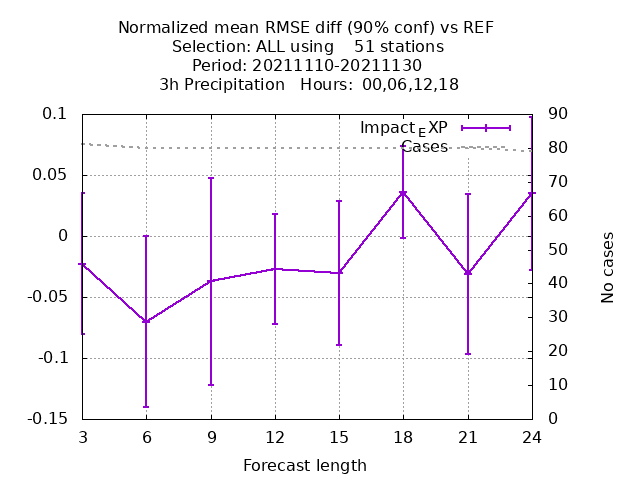 Normalized mean RMSE diff (90% conf) vs REF
Selection: ALL using    51 stations
Period: 20211110-20211130
3h Precipitation   Hours:  00,06,12,18
0.1
0.05
0
-0.05
-0.1
-0.15
90
80
70
60
50
40
30
20
10
0
Impact_EXP
Cases
No cases
3 6 9 12 15 18 21 24
Forecast length